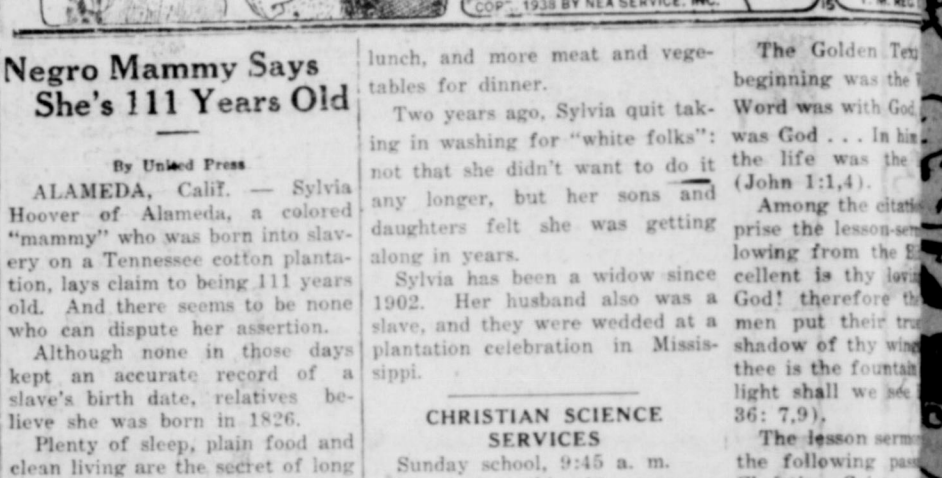 COP. 1938 BY NEA SERVICE, INC.
Negro Mammy Says
She's 111 Years Old
By United Press
ALAMEDA, Calif. — Sylvia
Hoover of Alameda, a colored
"mammy" who was born into slav-
ery on a Tennessee cotton planta-
tion, lays claim to being 111 years
old. And there seems to be none
who can dispute her assertion.
Although none in those days
kept an accurate record of a
slave's birth date, relatives be-
lieve she was born in 1826.
Plenty of sleep, plain food and
clean living are the secret of long
lunch, and more meat and vege-
tables for dinner.
Two years ago, Sylvia quit tak-
ing in washing for "white folks":
not that she didn't want to do it
any longer, but her sons and
daughters felt she was getting
along in years.
Sylvia has been a widow since
1902. Her husband also was a
slave, and they were wedded at a
plantation celebration in Missis-
sippi.
CHRISTIAN SCIENCE
SERVICES
Sunday school, 9:45 a. m.
The Golden
beginning was the
Word was with God,
was God . . . In him
the life was the
(John 1:1,4).
Among the
prise the
lowing from the
cellent is thy
God! therefore
men put their
shadow of thy
thee is the
light shall we see
36: 7,9).
The lesson
the following